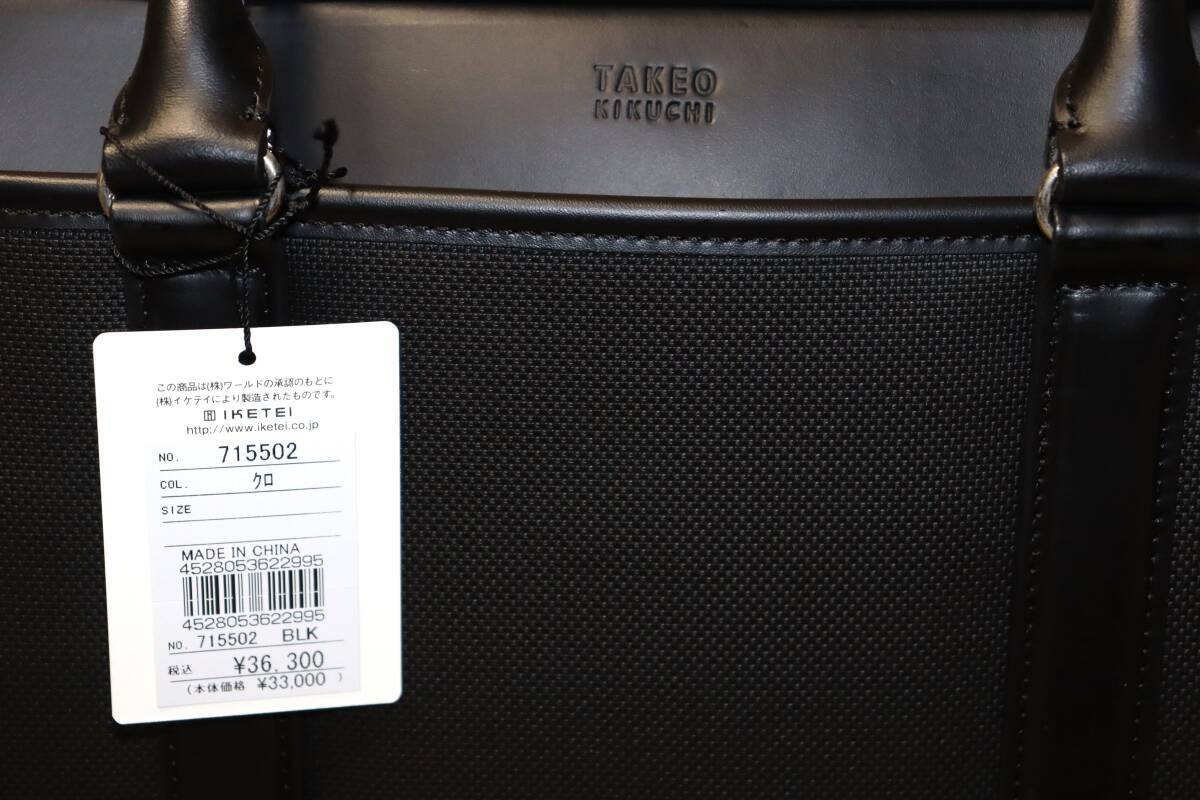 TAKEO
KIKUCHI
この商品は(株)ワールドの承認のもとに
(株)イケテイにより製造されたものです。
IKETEI
http://www.iketei.co.jp
NO. 715502
COL. クロ
SIZE
MADE IN CHINA
4528053622995
4528053622995
NO. 715502 BLK
税込 ¥36,300
(本体価格 ¥33,000 )